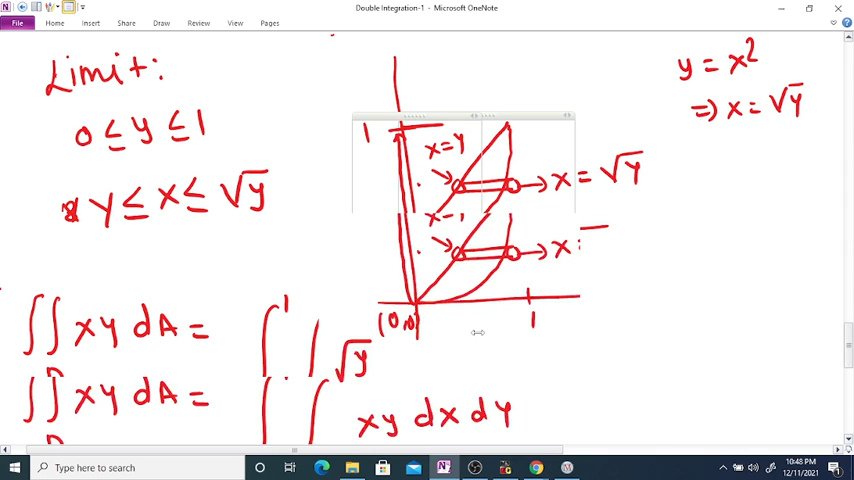 Double Integration-1 - Microsoft OneNote
File Home Insert Draw Share Review View Pages
Limit:
0 ≤ y ≤ 1
y ≤ x ≤ √y
y = x²
⇒ x = √y
1
x=y
x = √y
x=
x
(0,0)
1
∫∫ xy dA = ∫ 1 ∫
√y
∫∫ xy dA = ∫ ∫ xy dx dy
Type here to search
10:48 PM
12/11/2021